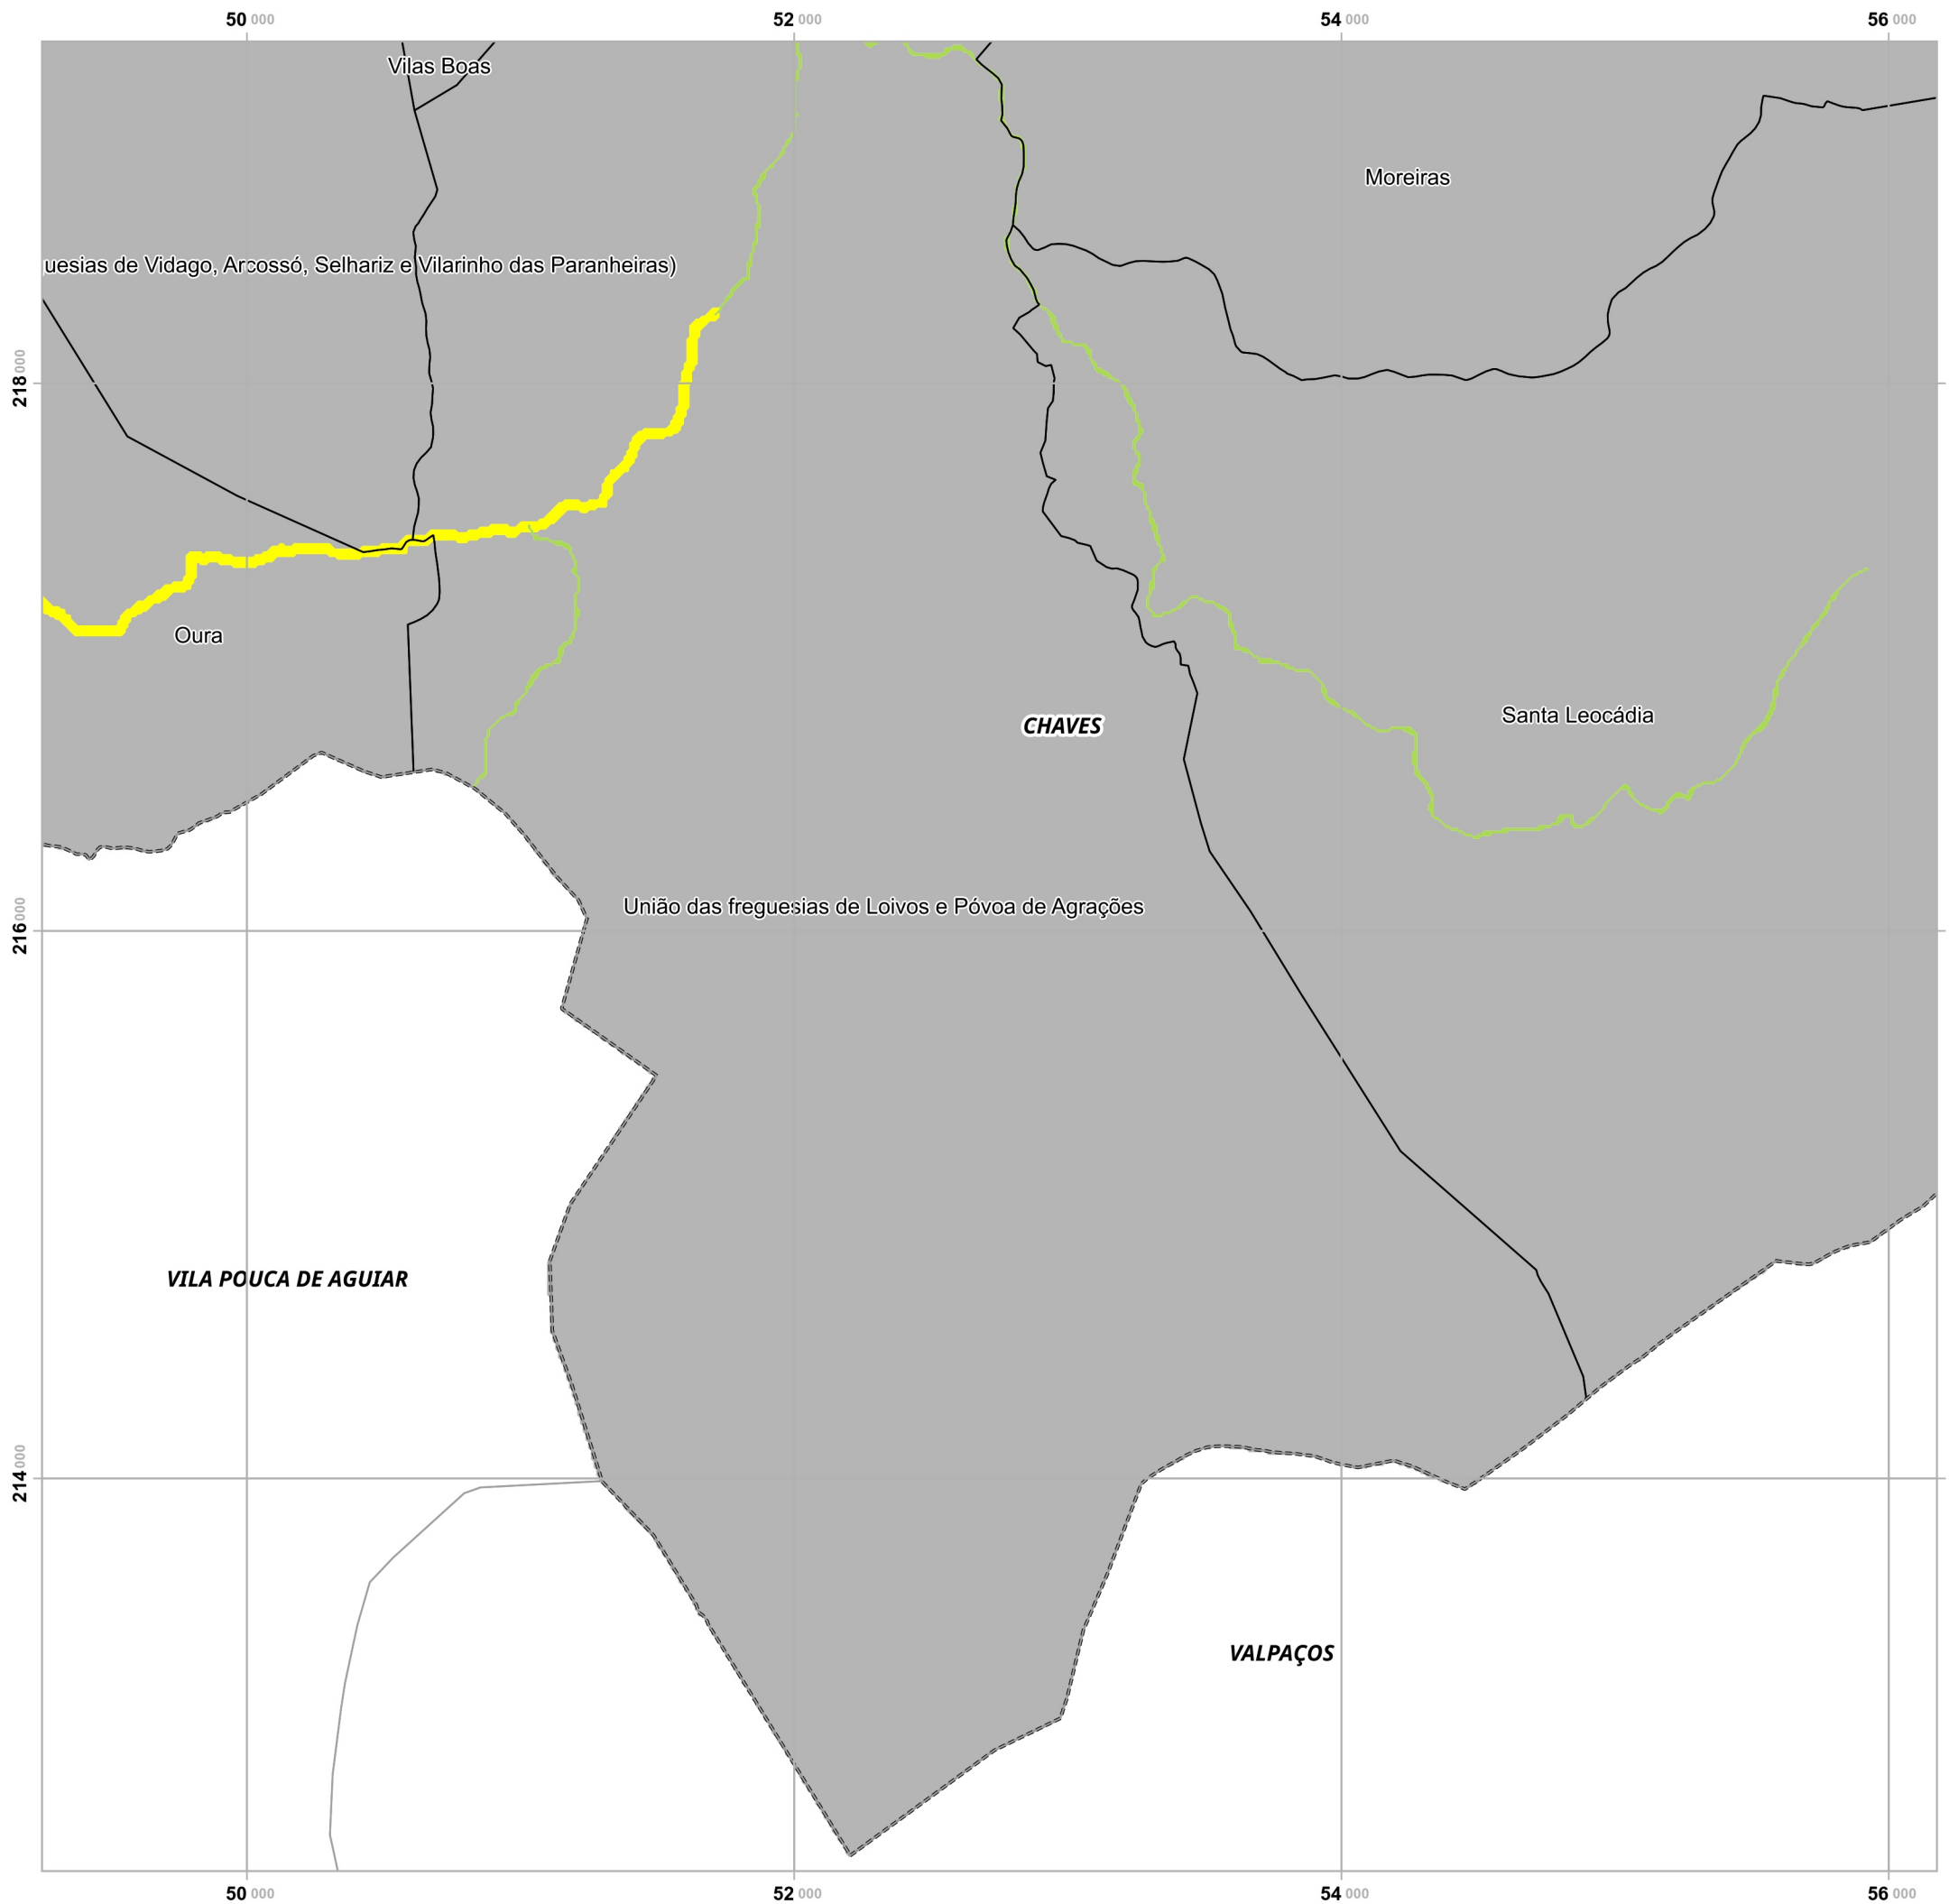 50 000 52 000 54 000 56 000
Vilas Boas
Moreiras
uesias de Vidago, Arcossó, Selhariz e Vilarinho das Paranheiras)
218 000
Oura
Santa Leocádia
CHAVES
União das freguesias de Loivos e Póvoa de Agrações
216 000
VILA POUCA DE AGUIAR
214 000
VALPAÇOS
50 000 52 000 54 000 56 000